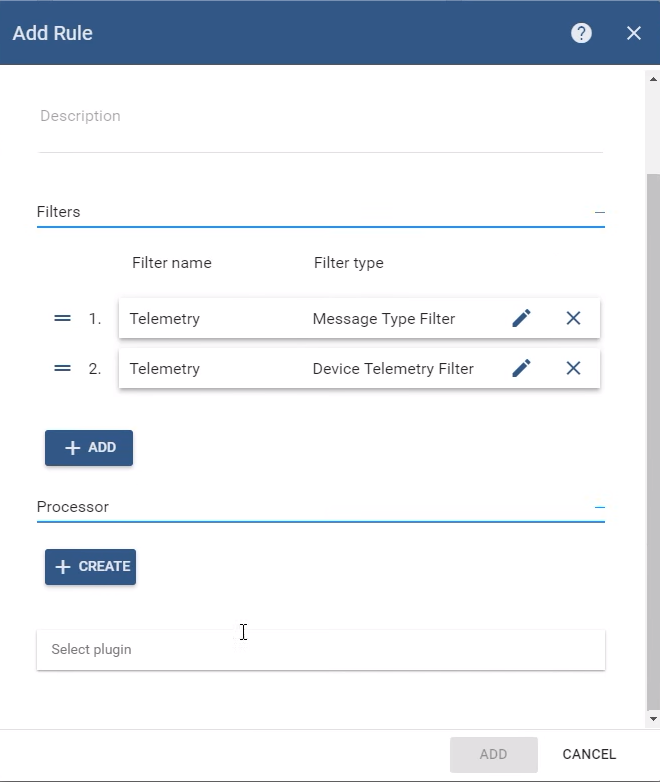 Add Rule ?
Description
Filters
Filter name Filter type
1. Telemetry Message Type Filter
2. Telemetry Device Telemetry Filter
+ ADD
Processor
+ CREATE
Select plugin
ADD CANCEL